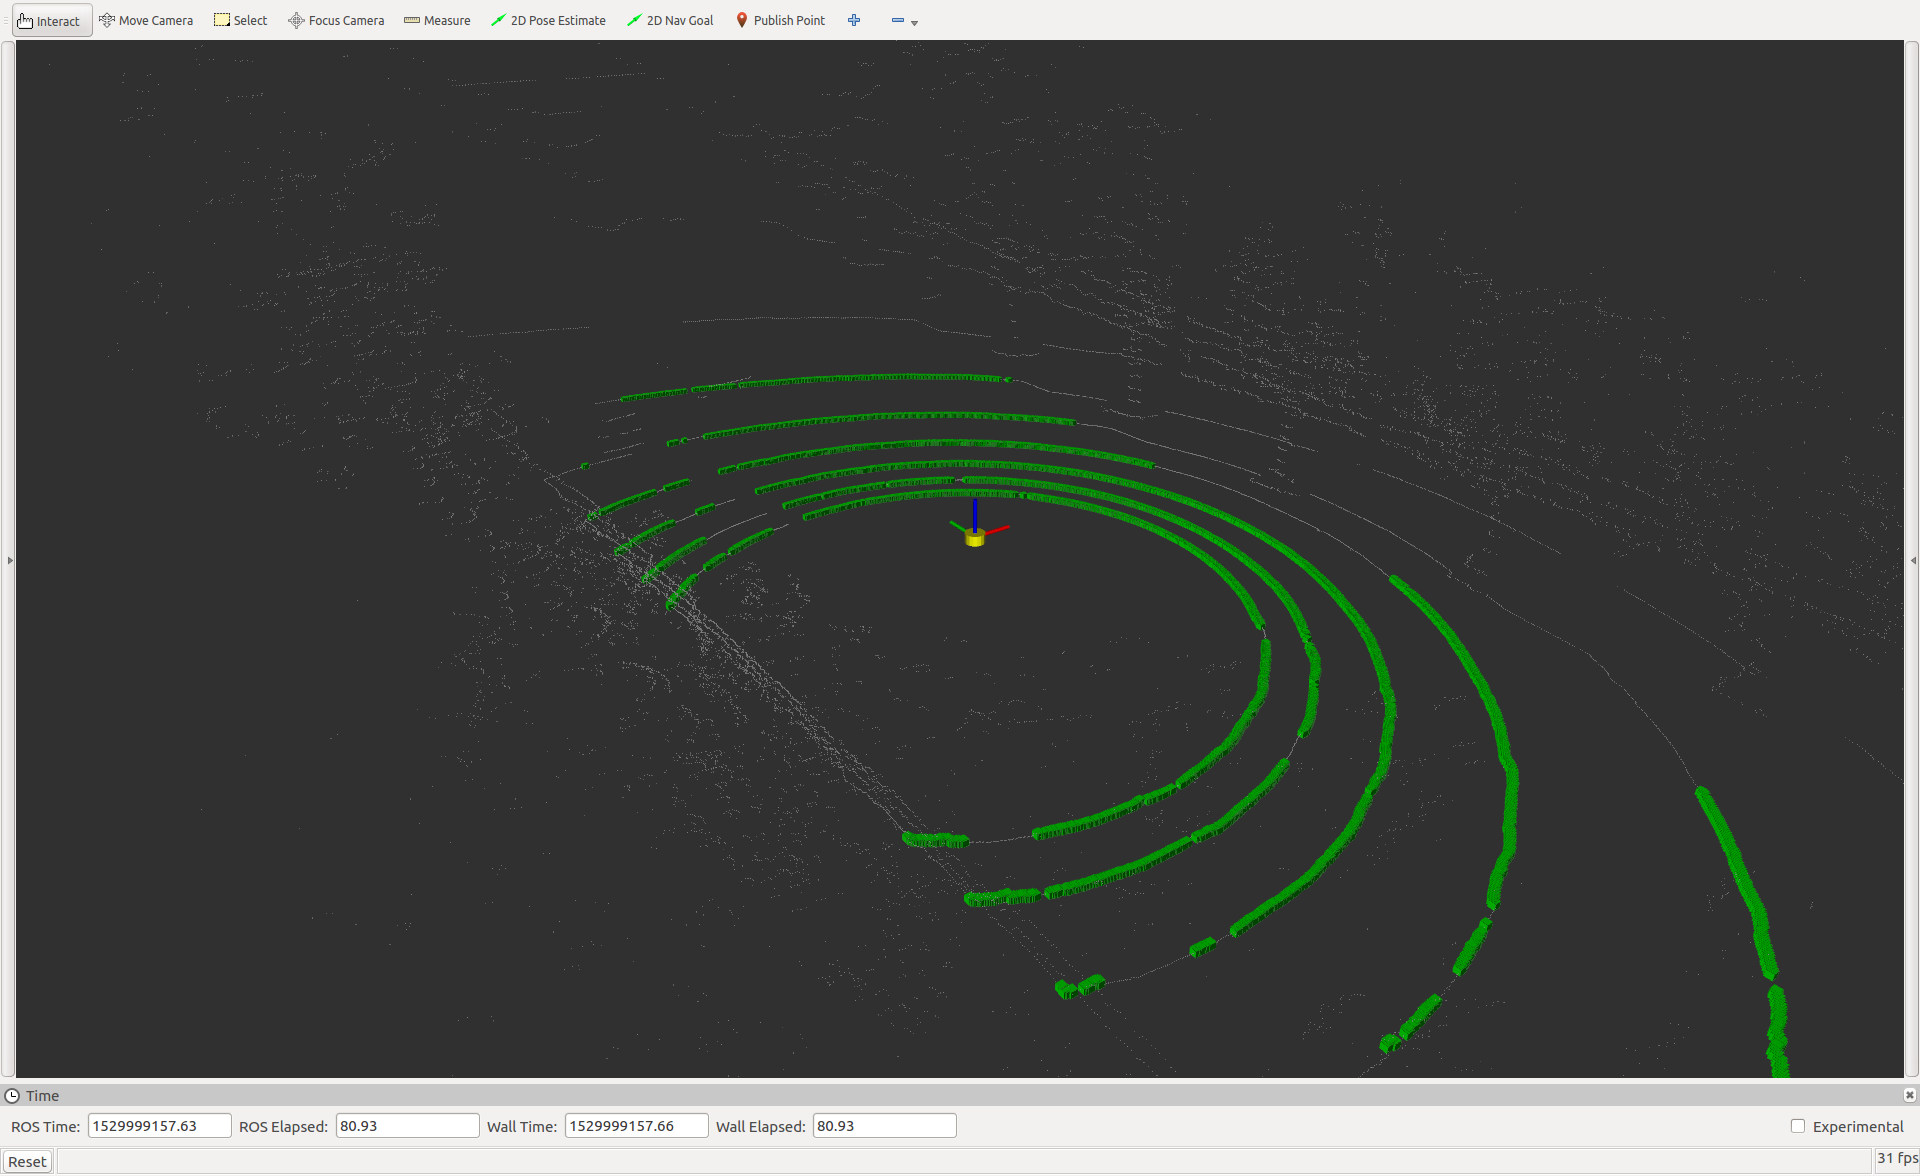 Interact Move Camera Select Focus Camera Measure 2D Pose Estimate 2D Nav Goal Publish Point
Time
ROS Time: 1529999157.63 ROS Elapsed: 80.93 Wall Time: 1529999157.66 Wall Elapsed: 80.93 Experimental
Reset 31 fps